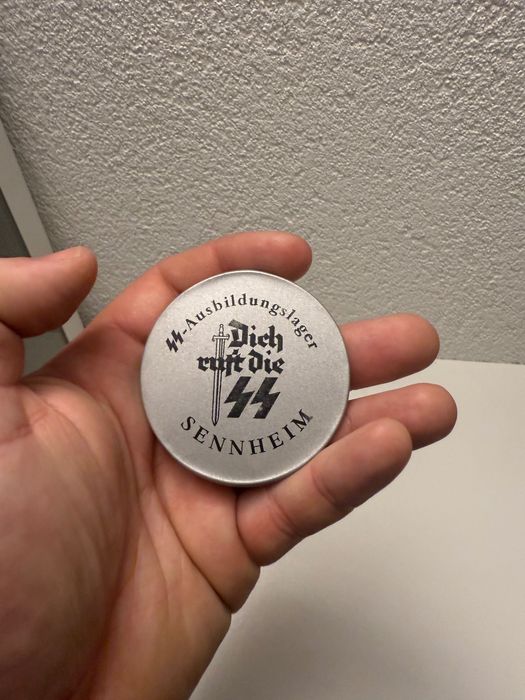 SS-Ausbildungslager
Dich
ruft die
SS
SENNHEIM